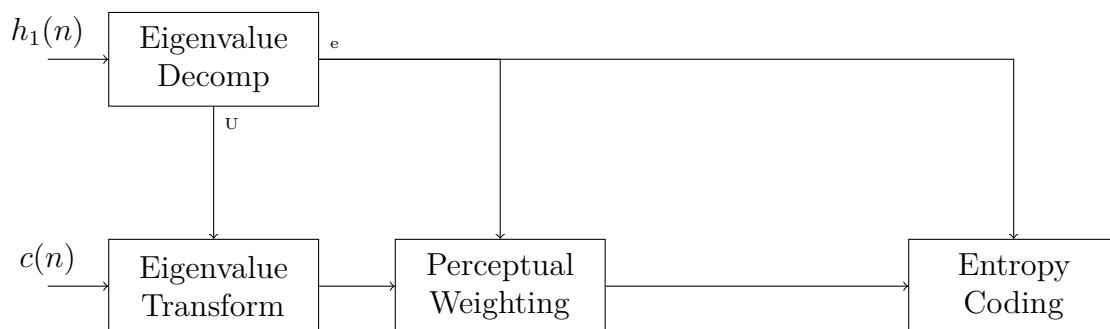 h₁(n)
Eigenvalue
Decomp
e
U
c(n)
Eigenvalue
Transform
Perceptual
Weighting
Entropy
Coding